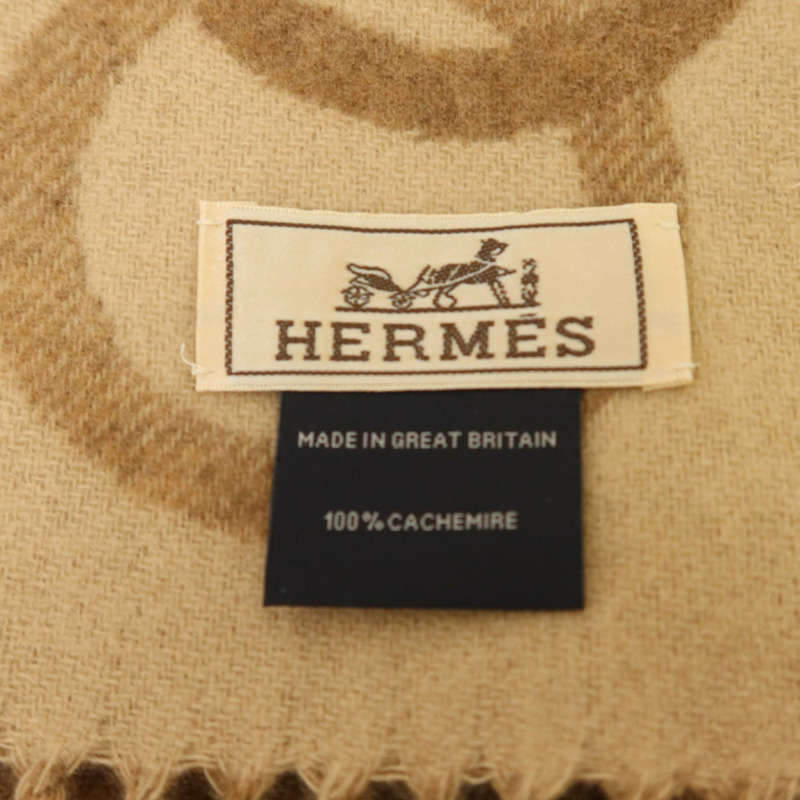 HERMÈS
MADE IN GREAT BRITAIN
100% CACHEMIRE